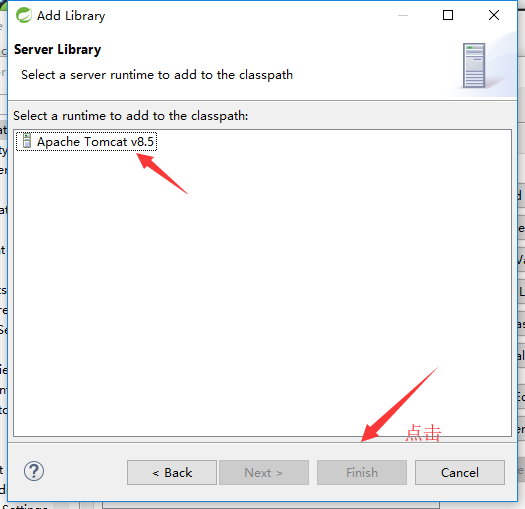 Add Library
Server Library
Select a server runtime to add to the classpath
Select a runtime to add to the classpath:
Apache Tomcat v8.5
点击
?
< Back
Next >
Finish
Cancel